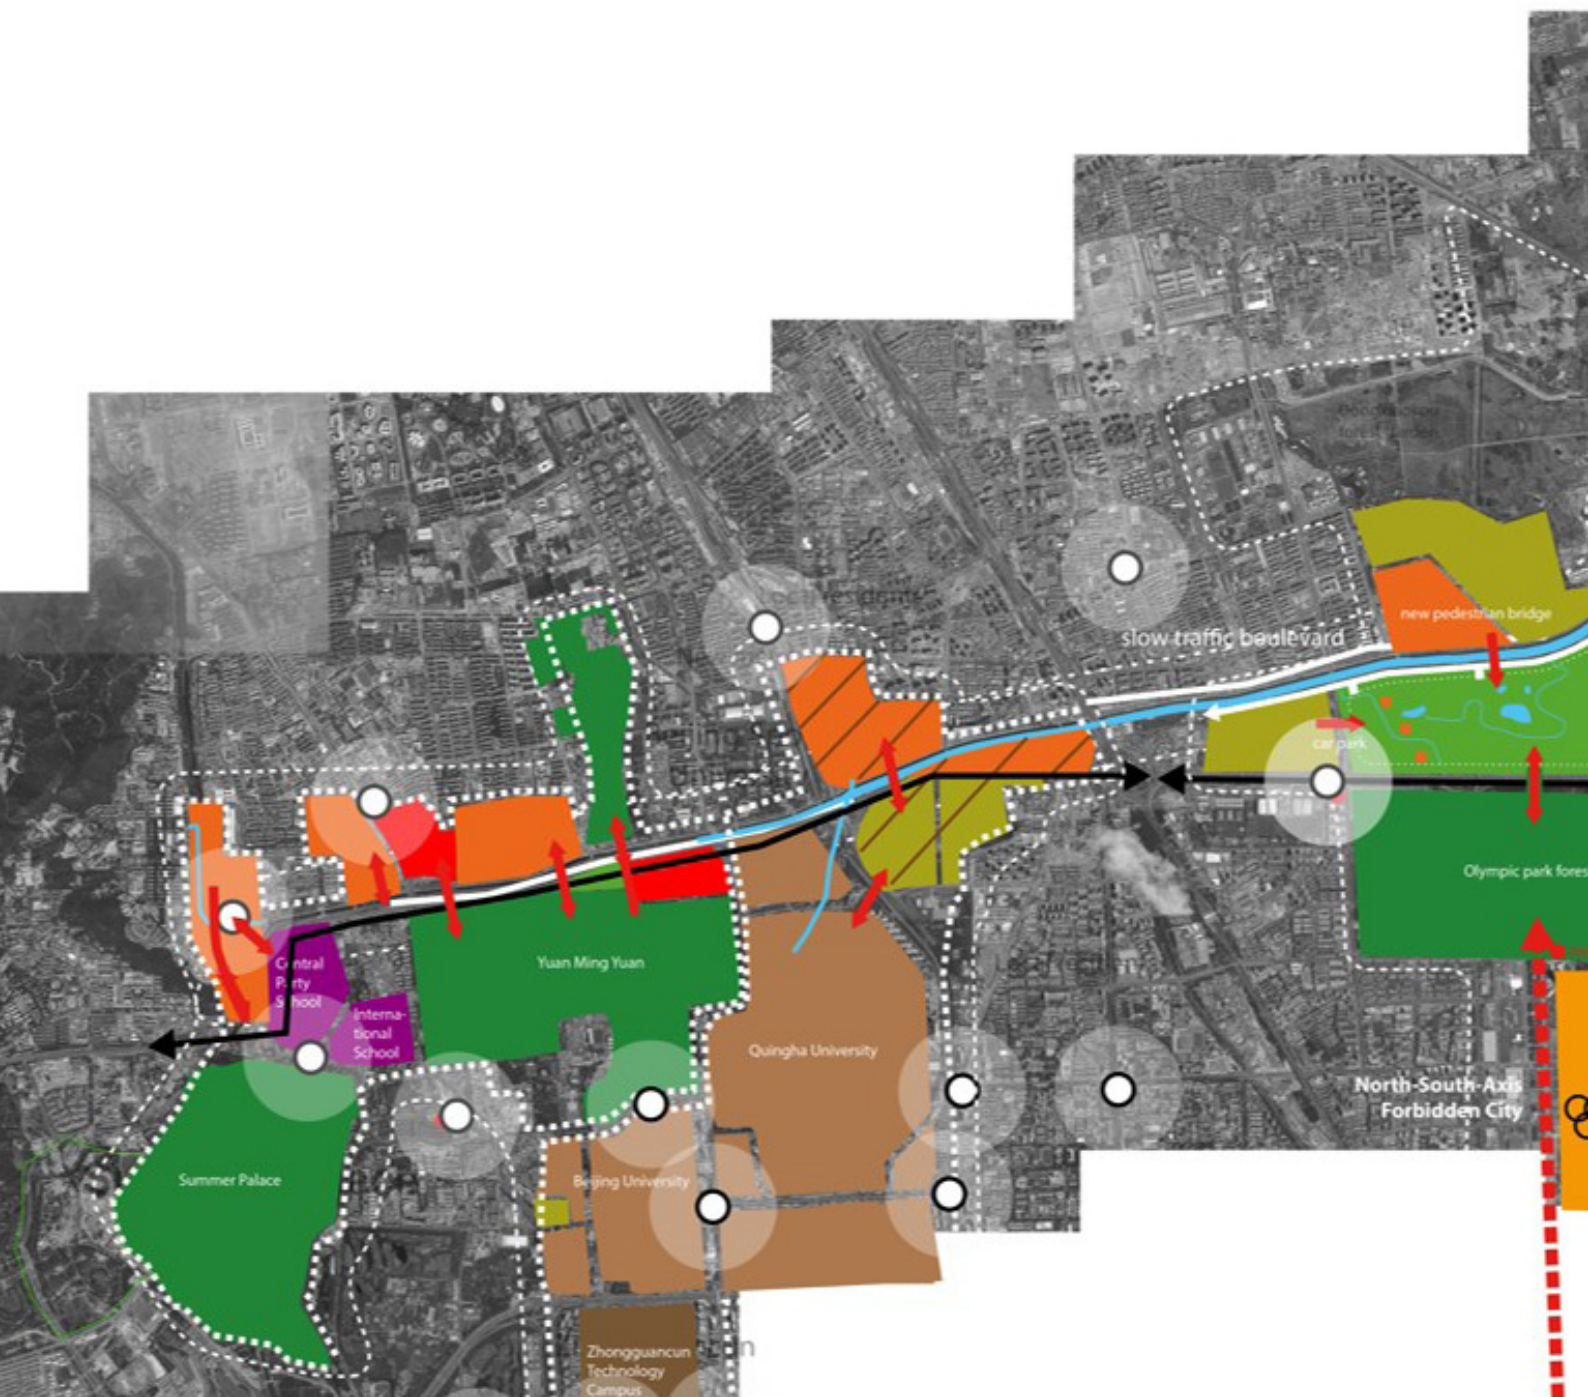 new pedestrian bridge
slow traffic boulevard
car park
Olympic park fores
Yuan Ming Yuan
Central
Party
School
Interna-
tional
School
Quingha University
North-South-Axis
Forbidden City
Summer Palace
Beijing University
Zhongguancun
Technology
Campus